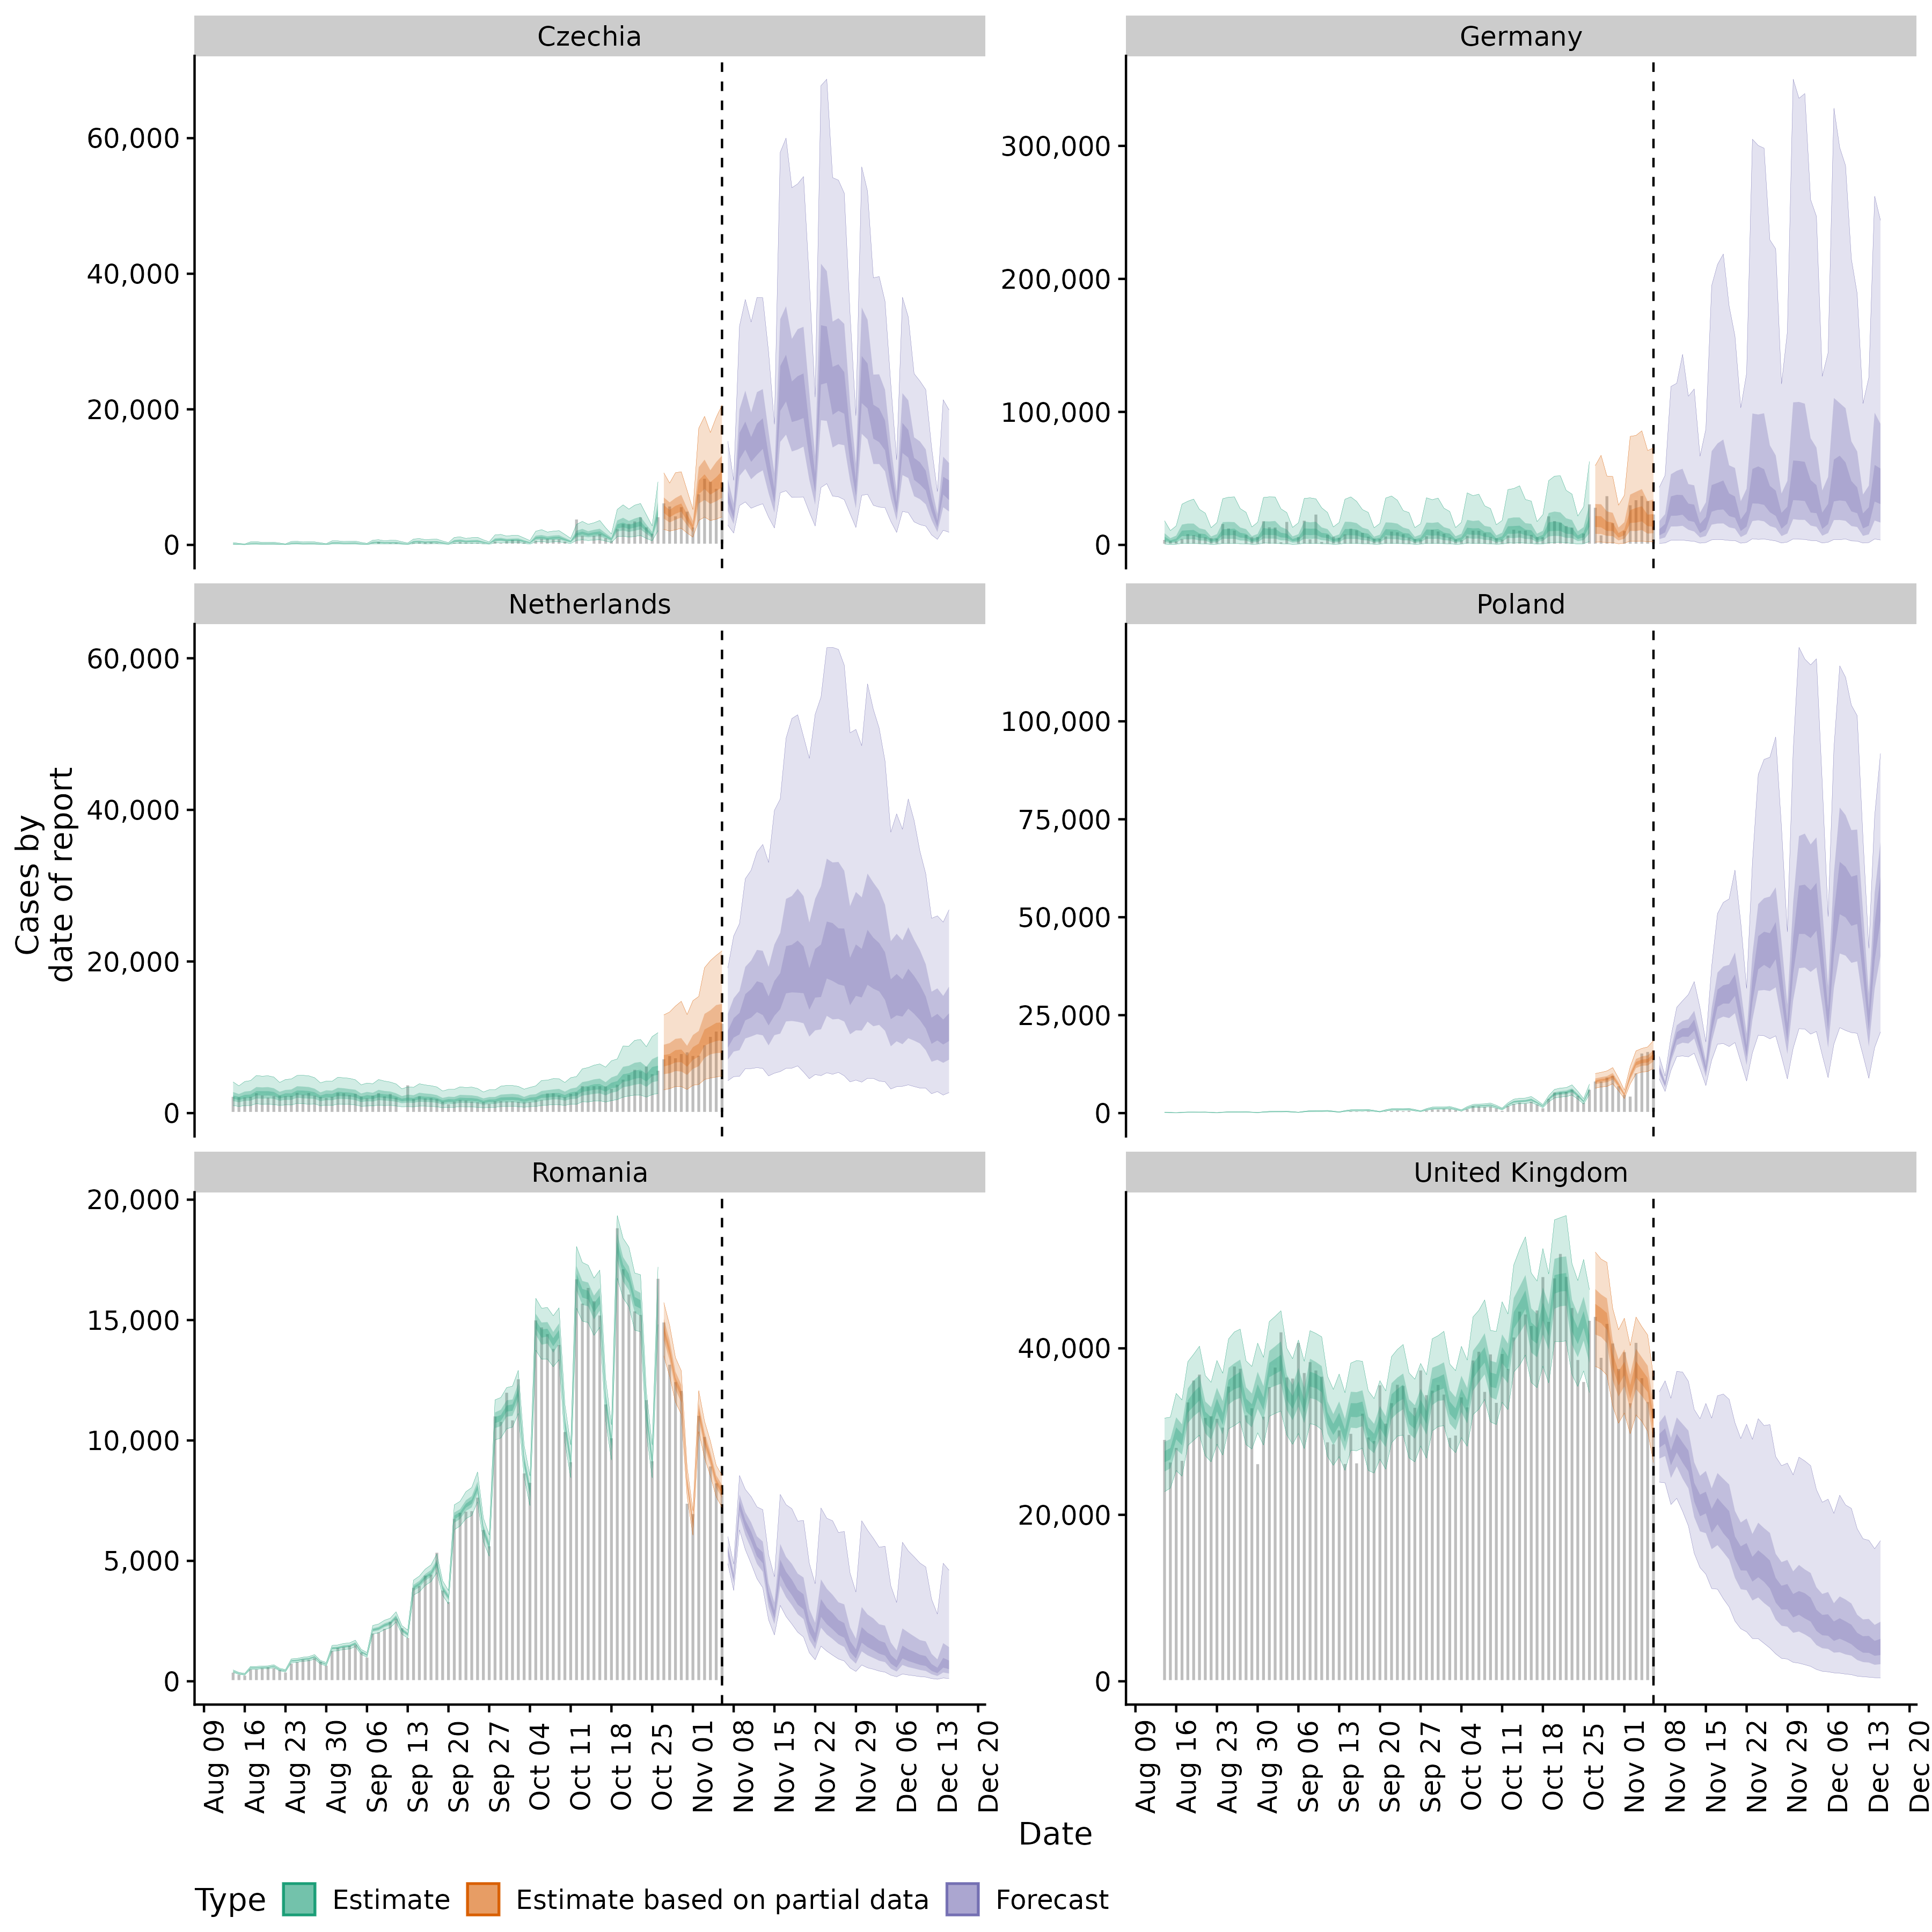 Czechia
Germany
60,000
40,000
20,000
0
300,000
200,000
100,000
0
Netherlands
Poland
60,000
40,000
20,000
0
100,000
75,000
50,000
25,000
0
Cases by
date of report
Romania
United Kingdom
20,000
15,000
10,000
5,000
0
40,000
20,000
0
Aug 09
Aug 16
Aug 23
Aug 30
Sep 06
Sep 13
Sep 20
Sep 27
Oct 04
Oct 11
Oct 18
Oct 25
Nov 01
Nov 08
Nov 15
Nov 22
Nov 29
Dec 06
Dec 13
Dec 20
Aug 09
Aug 16
Aug 23
Aug 30
Sep 06
Sep 13
Sep 20
Sep 27
Oct 04
Oct 11
Oct 18
Oct 25
Nov 01
Nov 08
Nov 15
Nov 22
Nov 29
Dec 06
Dec 13
Dec 20
Date
Type Estimate Estimate based on partial data Forecast